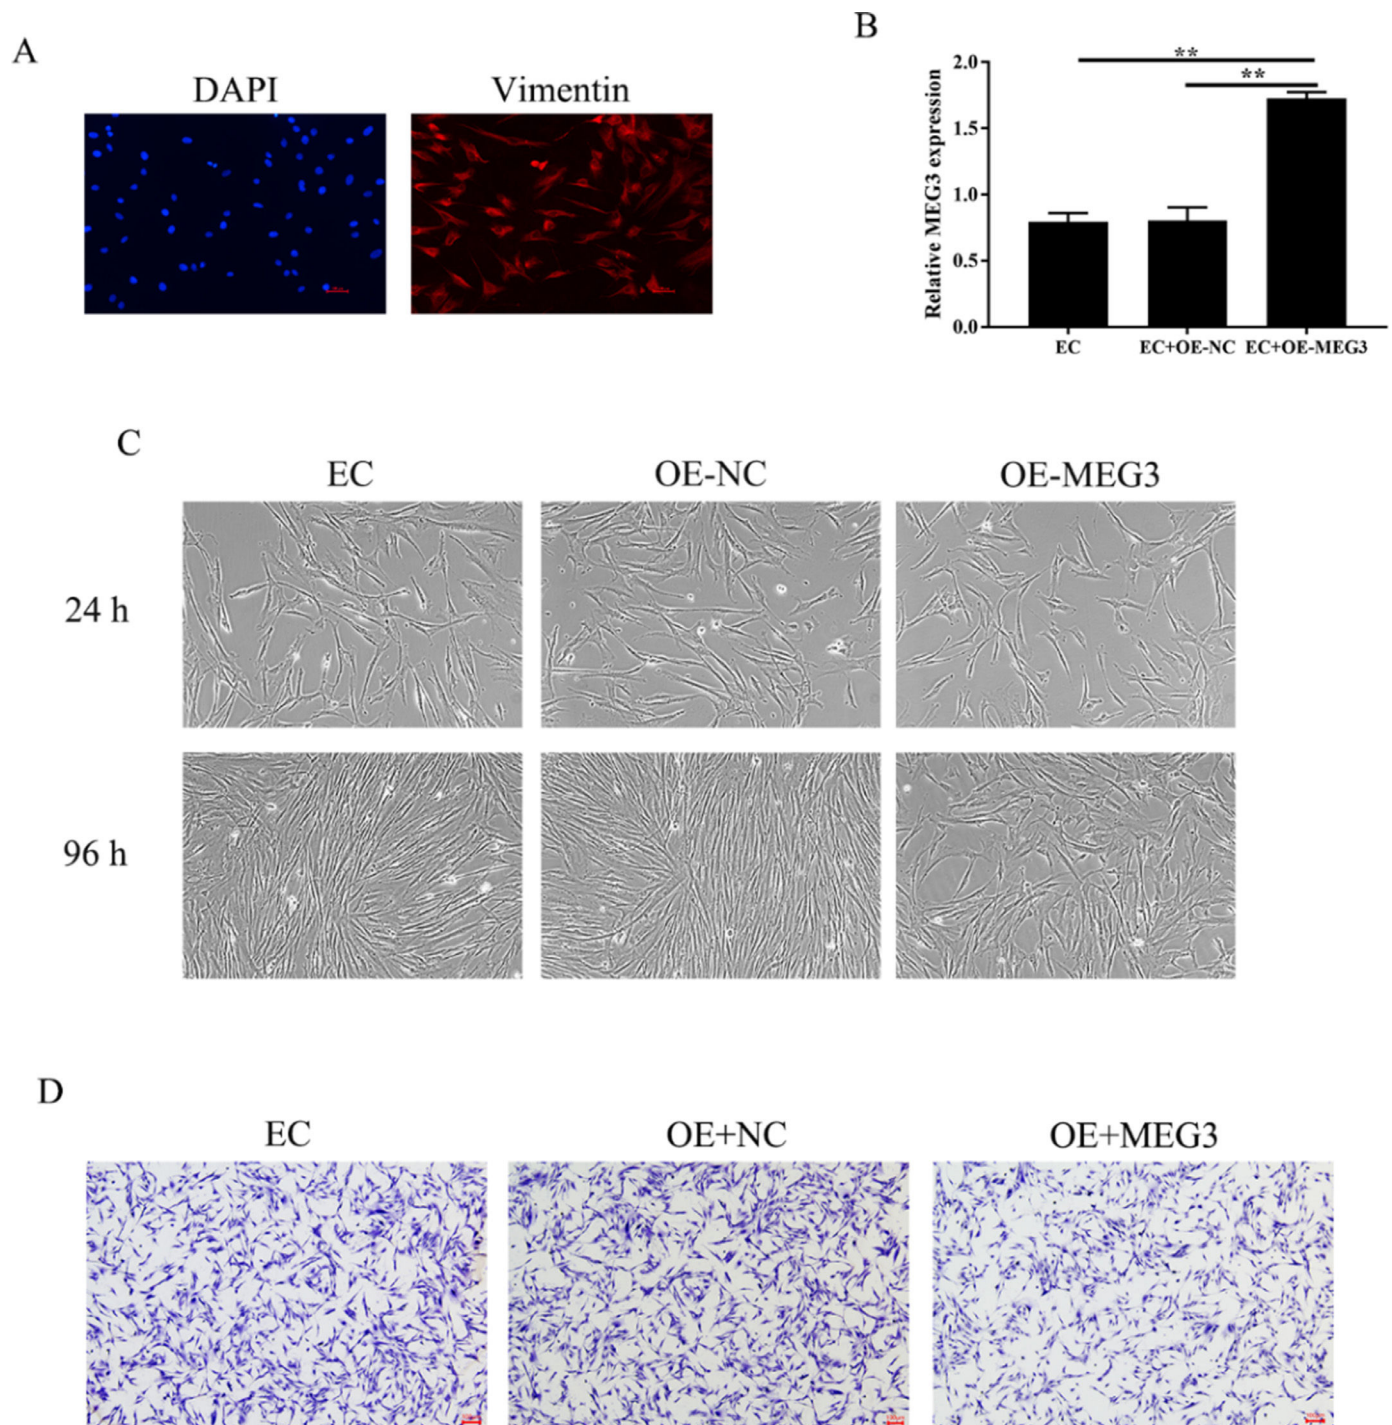 A
DAPI
Vimentin
B
**
**
Relative MEG3 expression
2.0
1.5
1.0
0.5
0.0
EC
EC+OE-NC
EC+OE-MEG3
C
EC
OE-NC
OE-MEG3
24 h
96 h
D
EC
OE+NC
OE+MEG3